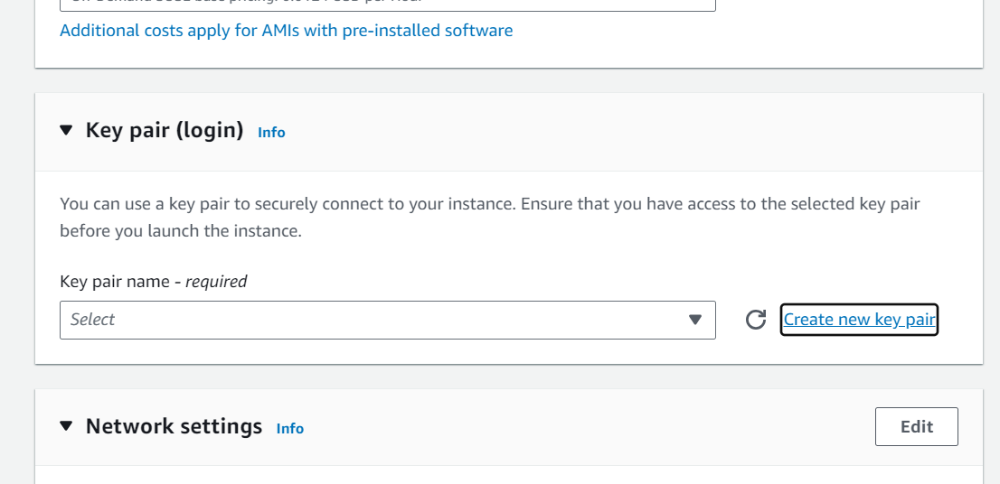 Additional costs apply for AMIs with pre-installed software
Key pair (login) Info
You can use a key pair to securely connect to your instance. Ensure that you have access to the selected key pair
before you launch the instance.
Key pair name - required
Select
Create new key pair
Network settings Info
Edit